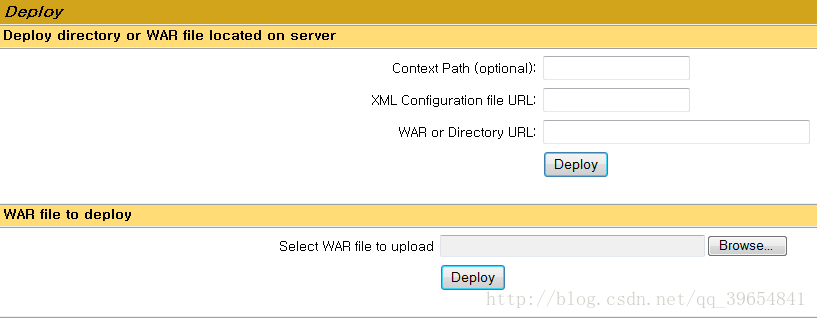 Deploy
Deploy directory or WAR file located on server
Context Path (optional):
XML Configuration file URL:
WAR or Directory URL:
Deploy
WAR file to deploy
Select WAR file to upload Browse...
Deploy
http://blog.csdn.net/qq_39654841